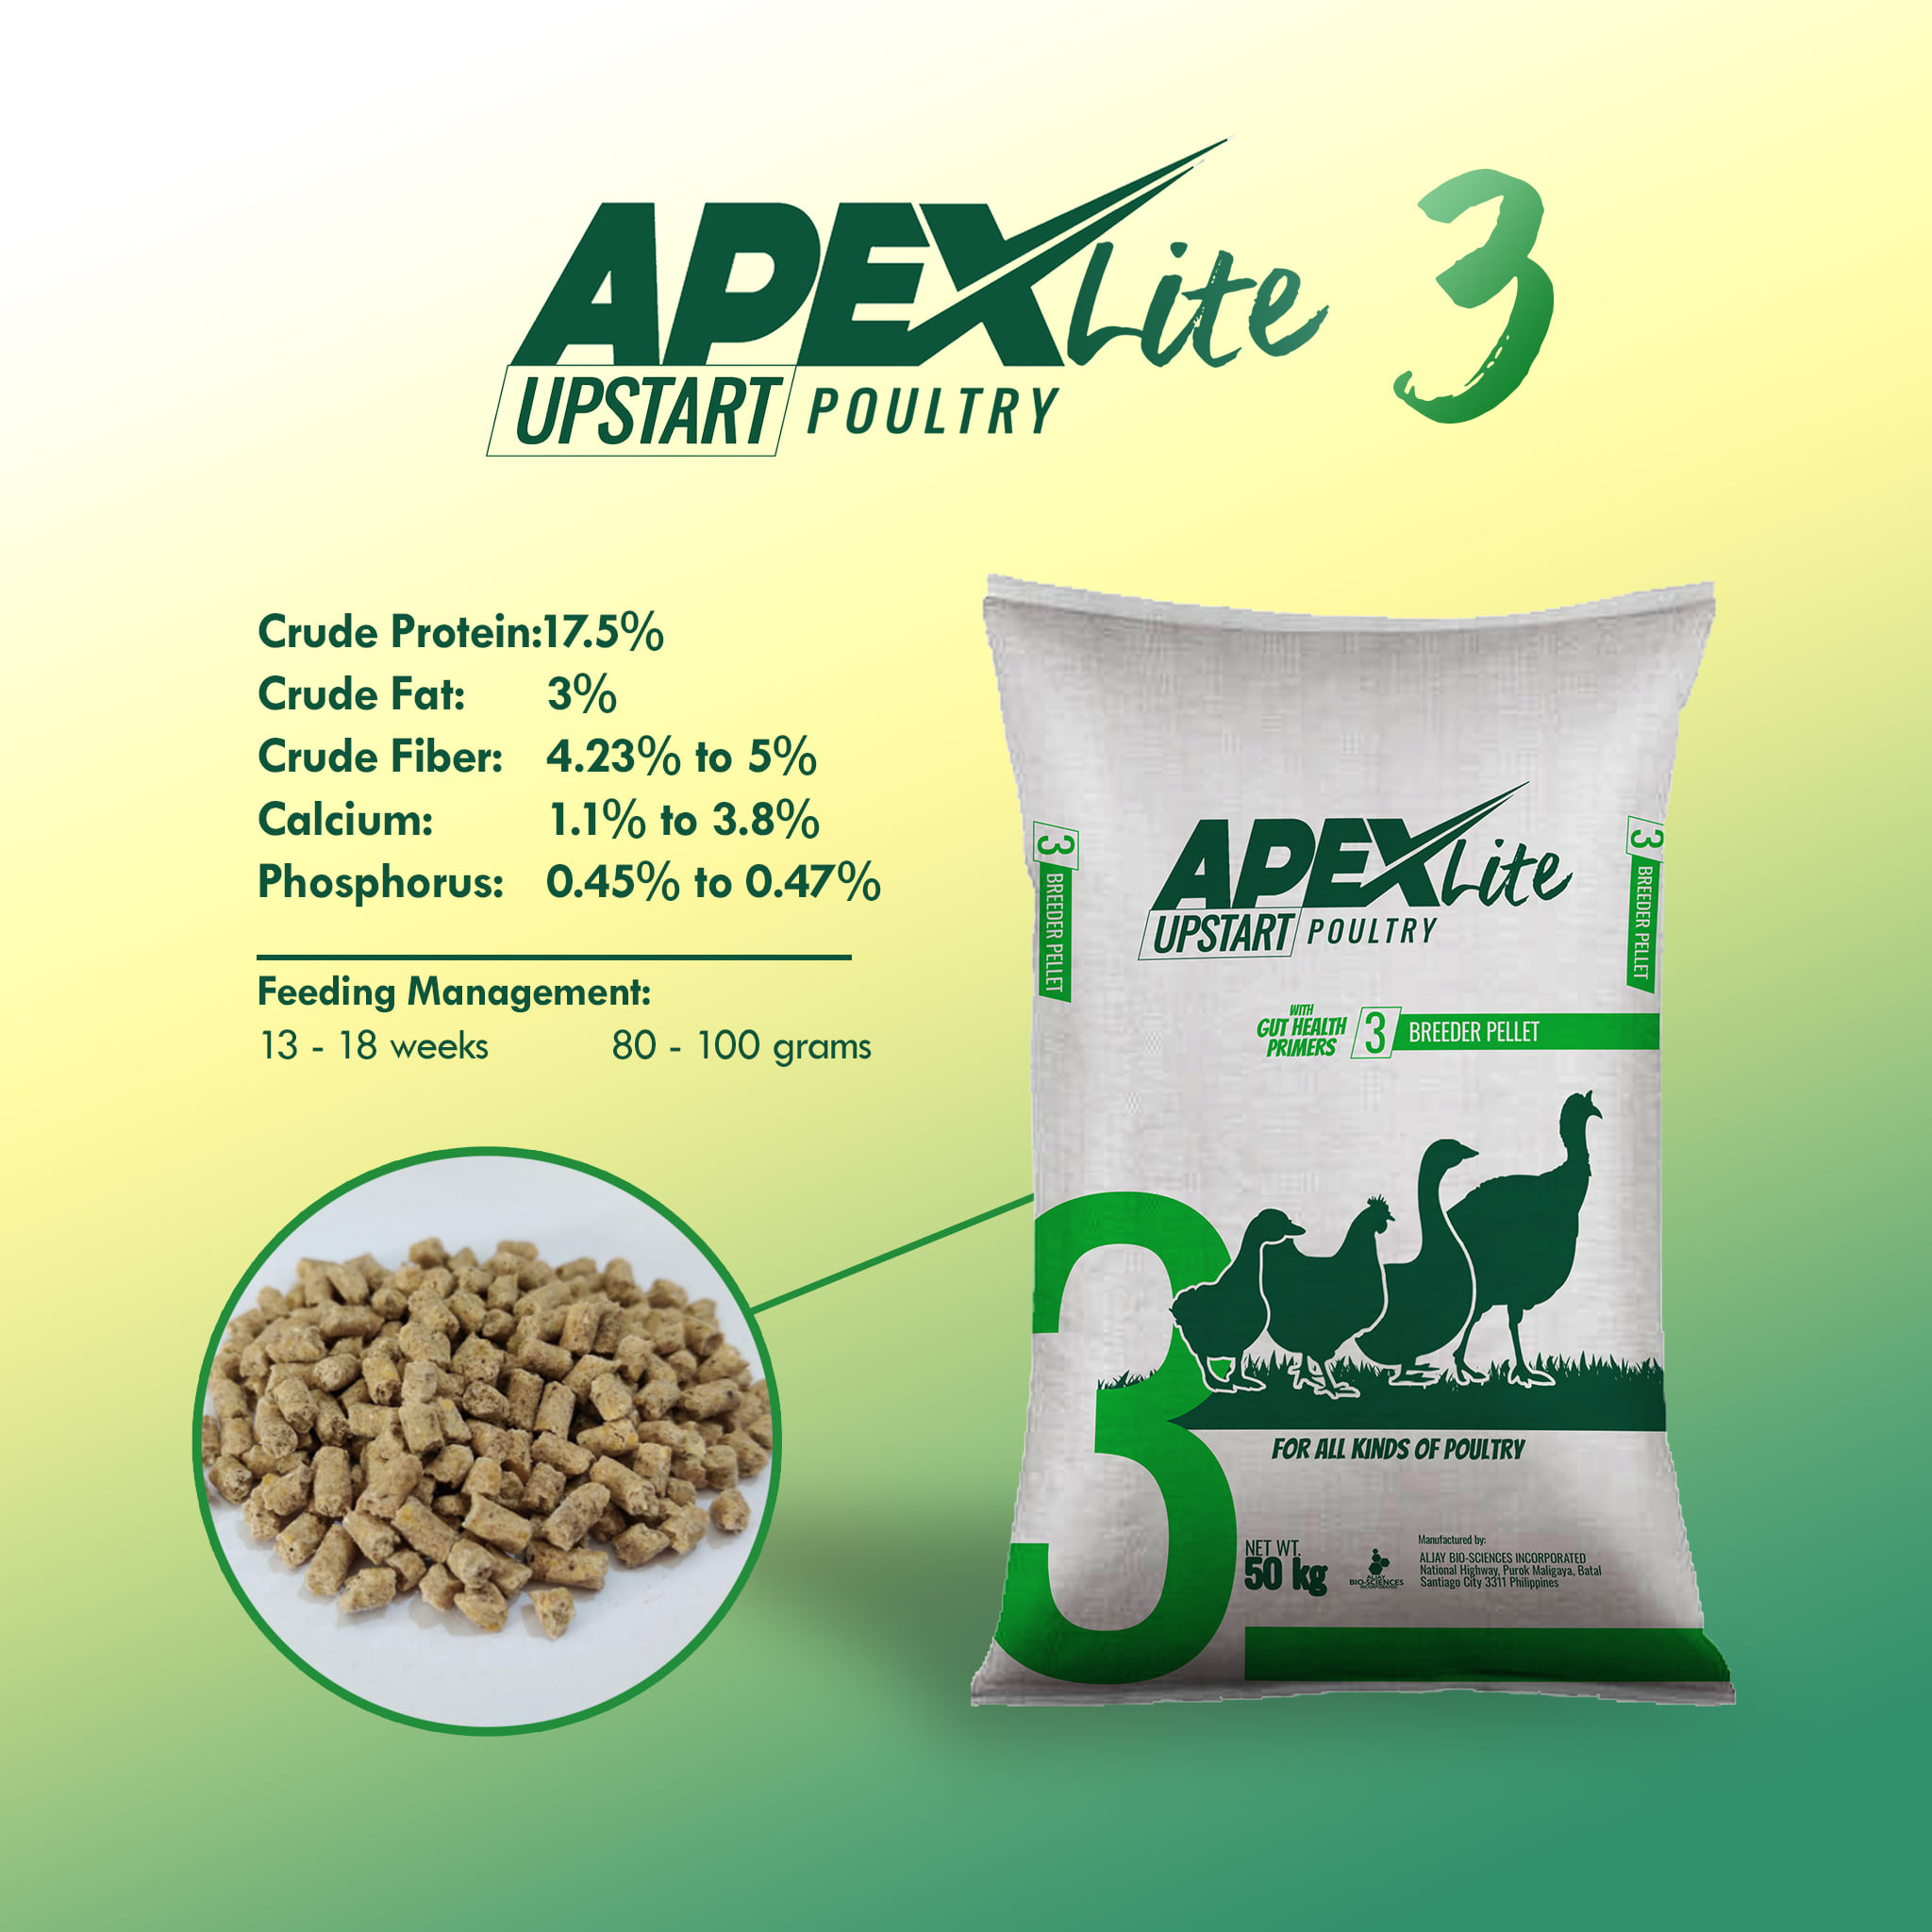 APEX Lite 3
UPSTART POULTRY
Crude Protein:17.5%
Crude Fat: 3%
Crude Fiber: 4.23% to 5%
Calcium: 1.1% to 3.8%
Phosphorus: 0.45% to 0.47%
Feeding Management:
13 - 18 weeks 80 - 100 grams
APEX Lite
UPSTART POULTRY
3 BREEDER PELLET
3 BREEDER PELLET
WITH
GUT HEALTH
PRIMERS
3 BREEDER PELLET
3
FOR ALL KINDS OF POULTRY
NET WT.
50 kg
ALJAY
BIO-SCIENCES
INCORPORATED
Manufactured by:
ALJAY BIO-SCIENCES INCORPORATED
National Highway, Purok Maligaya, Batal
Santiago City 3311 Philippines